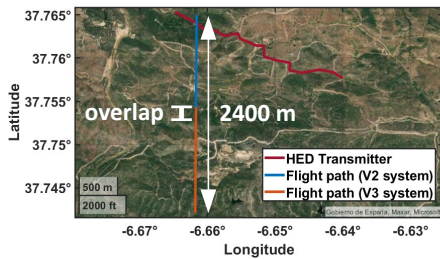 37.765°
37.76°
37.755°
37.75°
37.745°
Latitude
overlap
2400 m
HED Transmitter
Flight path (V2 system)
Flight path (V3 system)
500 m
2000 ft
Gobierno de España, Maxar, Microsoft
-6.67° -6.66° -6.65° -6.64° -6.63°
Longitude